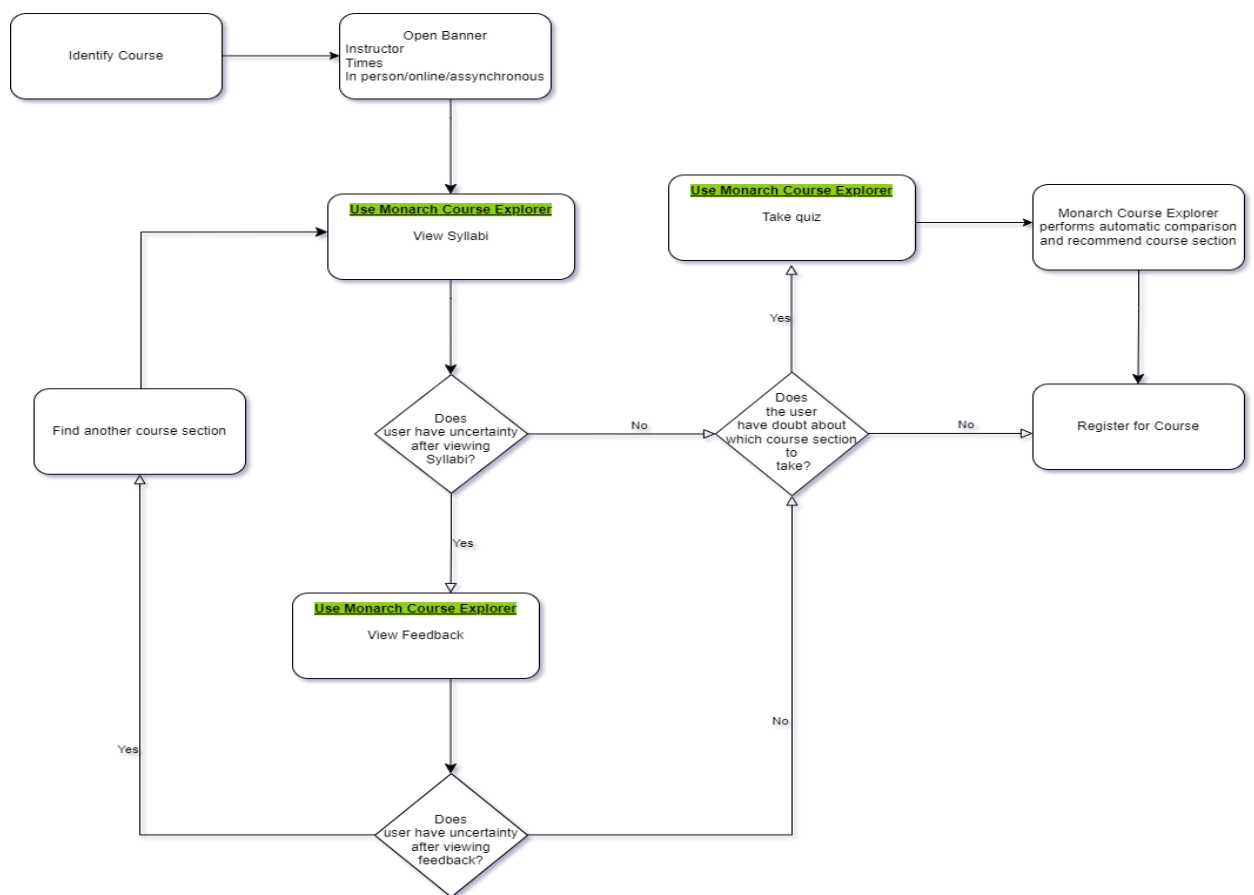 Identify Course
Open Banner
Instructor
Times
In person/online/assynchronous
Use Monarch Course Explorer
View Syllabi
Use Monarch Course Explorer
Take quiz
Monarch Course Explorer
performs automatic comparison
and recommend course section
Yes
Find another course section
Does
user have uncertainty
after viewing
Syllabi?
No
Does
the user
have doubt about
which course section
to
take?
No
Register for Course
Yes
Use Monarch Course Explorer
View Feedback
Yes
No
Does
user have uncertainty
after viewing
feedback?